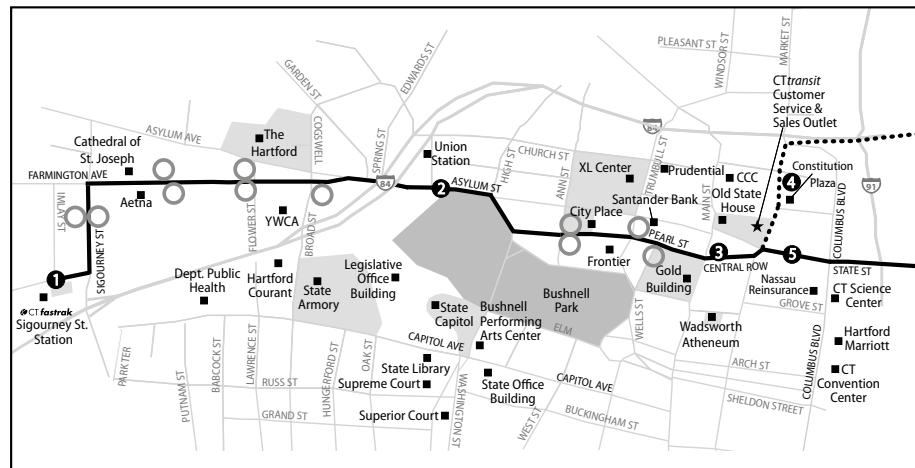 PLEASANT ST
WINDSOR ST
MARKET ST
91
EDWARDS ST
GARDEN ST
CTtransit
Customer
Service &
Sales Outlet
COGSWELL
SPRING ST
84
ASYLUM AVE
The
Hartford
Cathedral of
St. Joseph
Union
Station
HIGH ST
CHURCH ST
ANN ST
XL Center
TRUMBULL ST
Prudential
MAIN ST
CCC
Old State
House
4
Constitution
Plaza
COLUMBUS BLVD
91
FARMINGTON AVE
84
2
ASYLUM ST
Santander Bank
IMLAY ST
Aetna
SIGOURNEY ST
FLOWER ST
YWCA
BROAD ST
City Place
PEARL ST
Frontier
3
CENTRAL ROW
5
STATE ST
1
CTfastrak
Sigourney St.
Station
Dept. Public
Health
Hartford
Courant
State
Armory
Legislative
Office
Building
State
Capitol
Bushnell
Performing
Arts Center
Bushnell
Park
ELM
WELLS ST
Gold
Building
Nassau
Reinsurance
GROVE ST
CT Science
Center
Wadsworth
Atheneum
Hartford
Marriott
COLUMBUS BLVD
ARCH ST
CT
Convention
Center
SHELDON STREET
PARK TER
PUTNAM ST
BABCOCK ST
LAWRENCE ST
HUNGERFORD ST
OAK ST
CAPITOL AVE
State Library
Supreme Court
RUSS ST
GRAND ST
Superior Court
WASHINGTON ST
State Office
Building
CAPITOL AVE
WEST ST
BUCKINGHAM ST